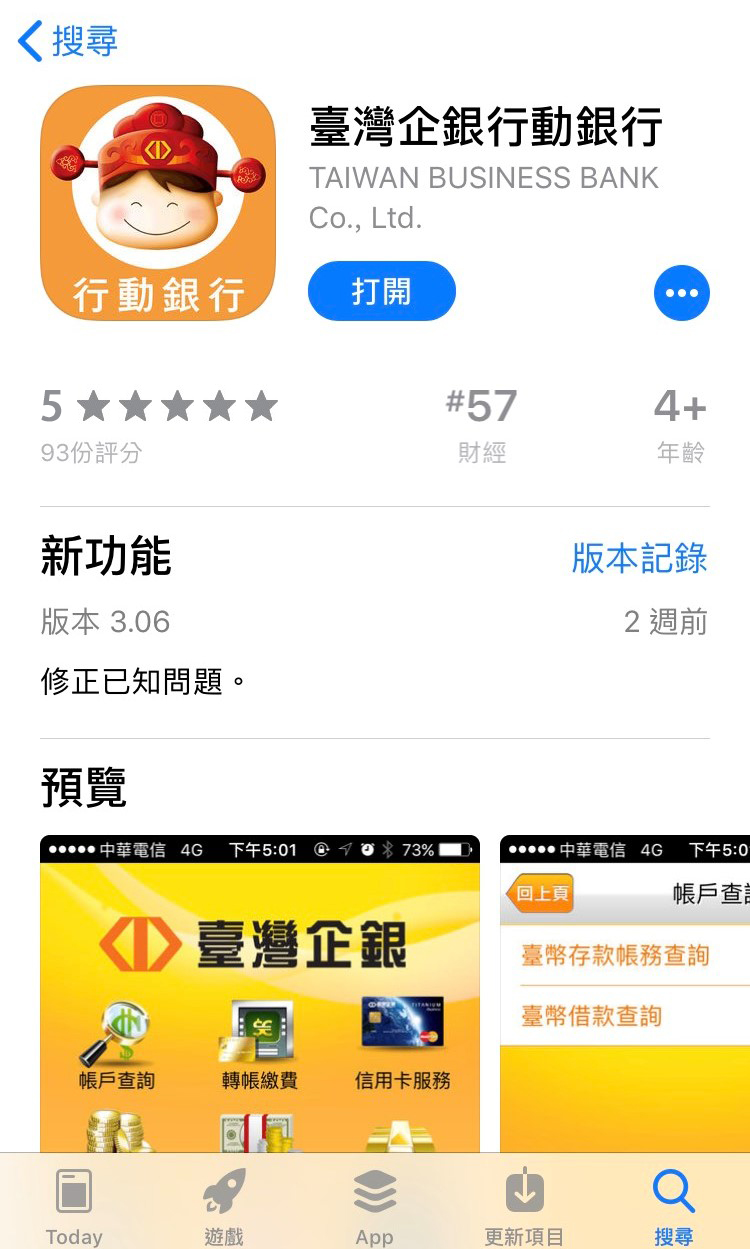 搜尋
行動銀行
臺灣企銀行動銀行
TAIWAN BUSINESS BANK
Co., Ltd.
打開
5
93份評分
#57
財經
4+
年齡
新功能
版本記錄
版本 3.06
2 週前
修正已知問題。
預覽
中華電信 4G 下午5:01 73%
臺灣企銀
帳戶查詢
轉帳繳費
信用卡服務
中華電信 4G 下午5:0
回上頁
帳戶查
臺幣存款帳務查詢
臺幣借款查詢
Today
遊戲
App
更新項目
搜尋